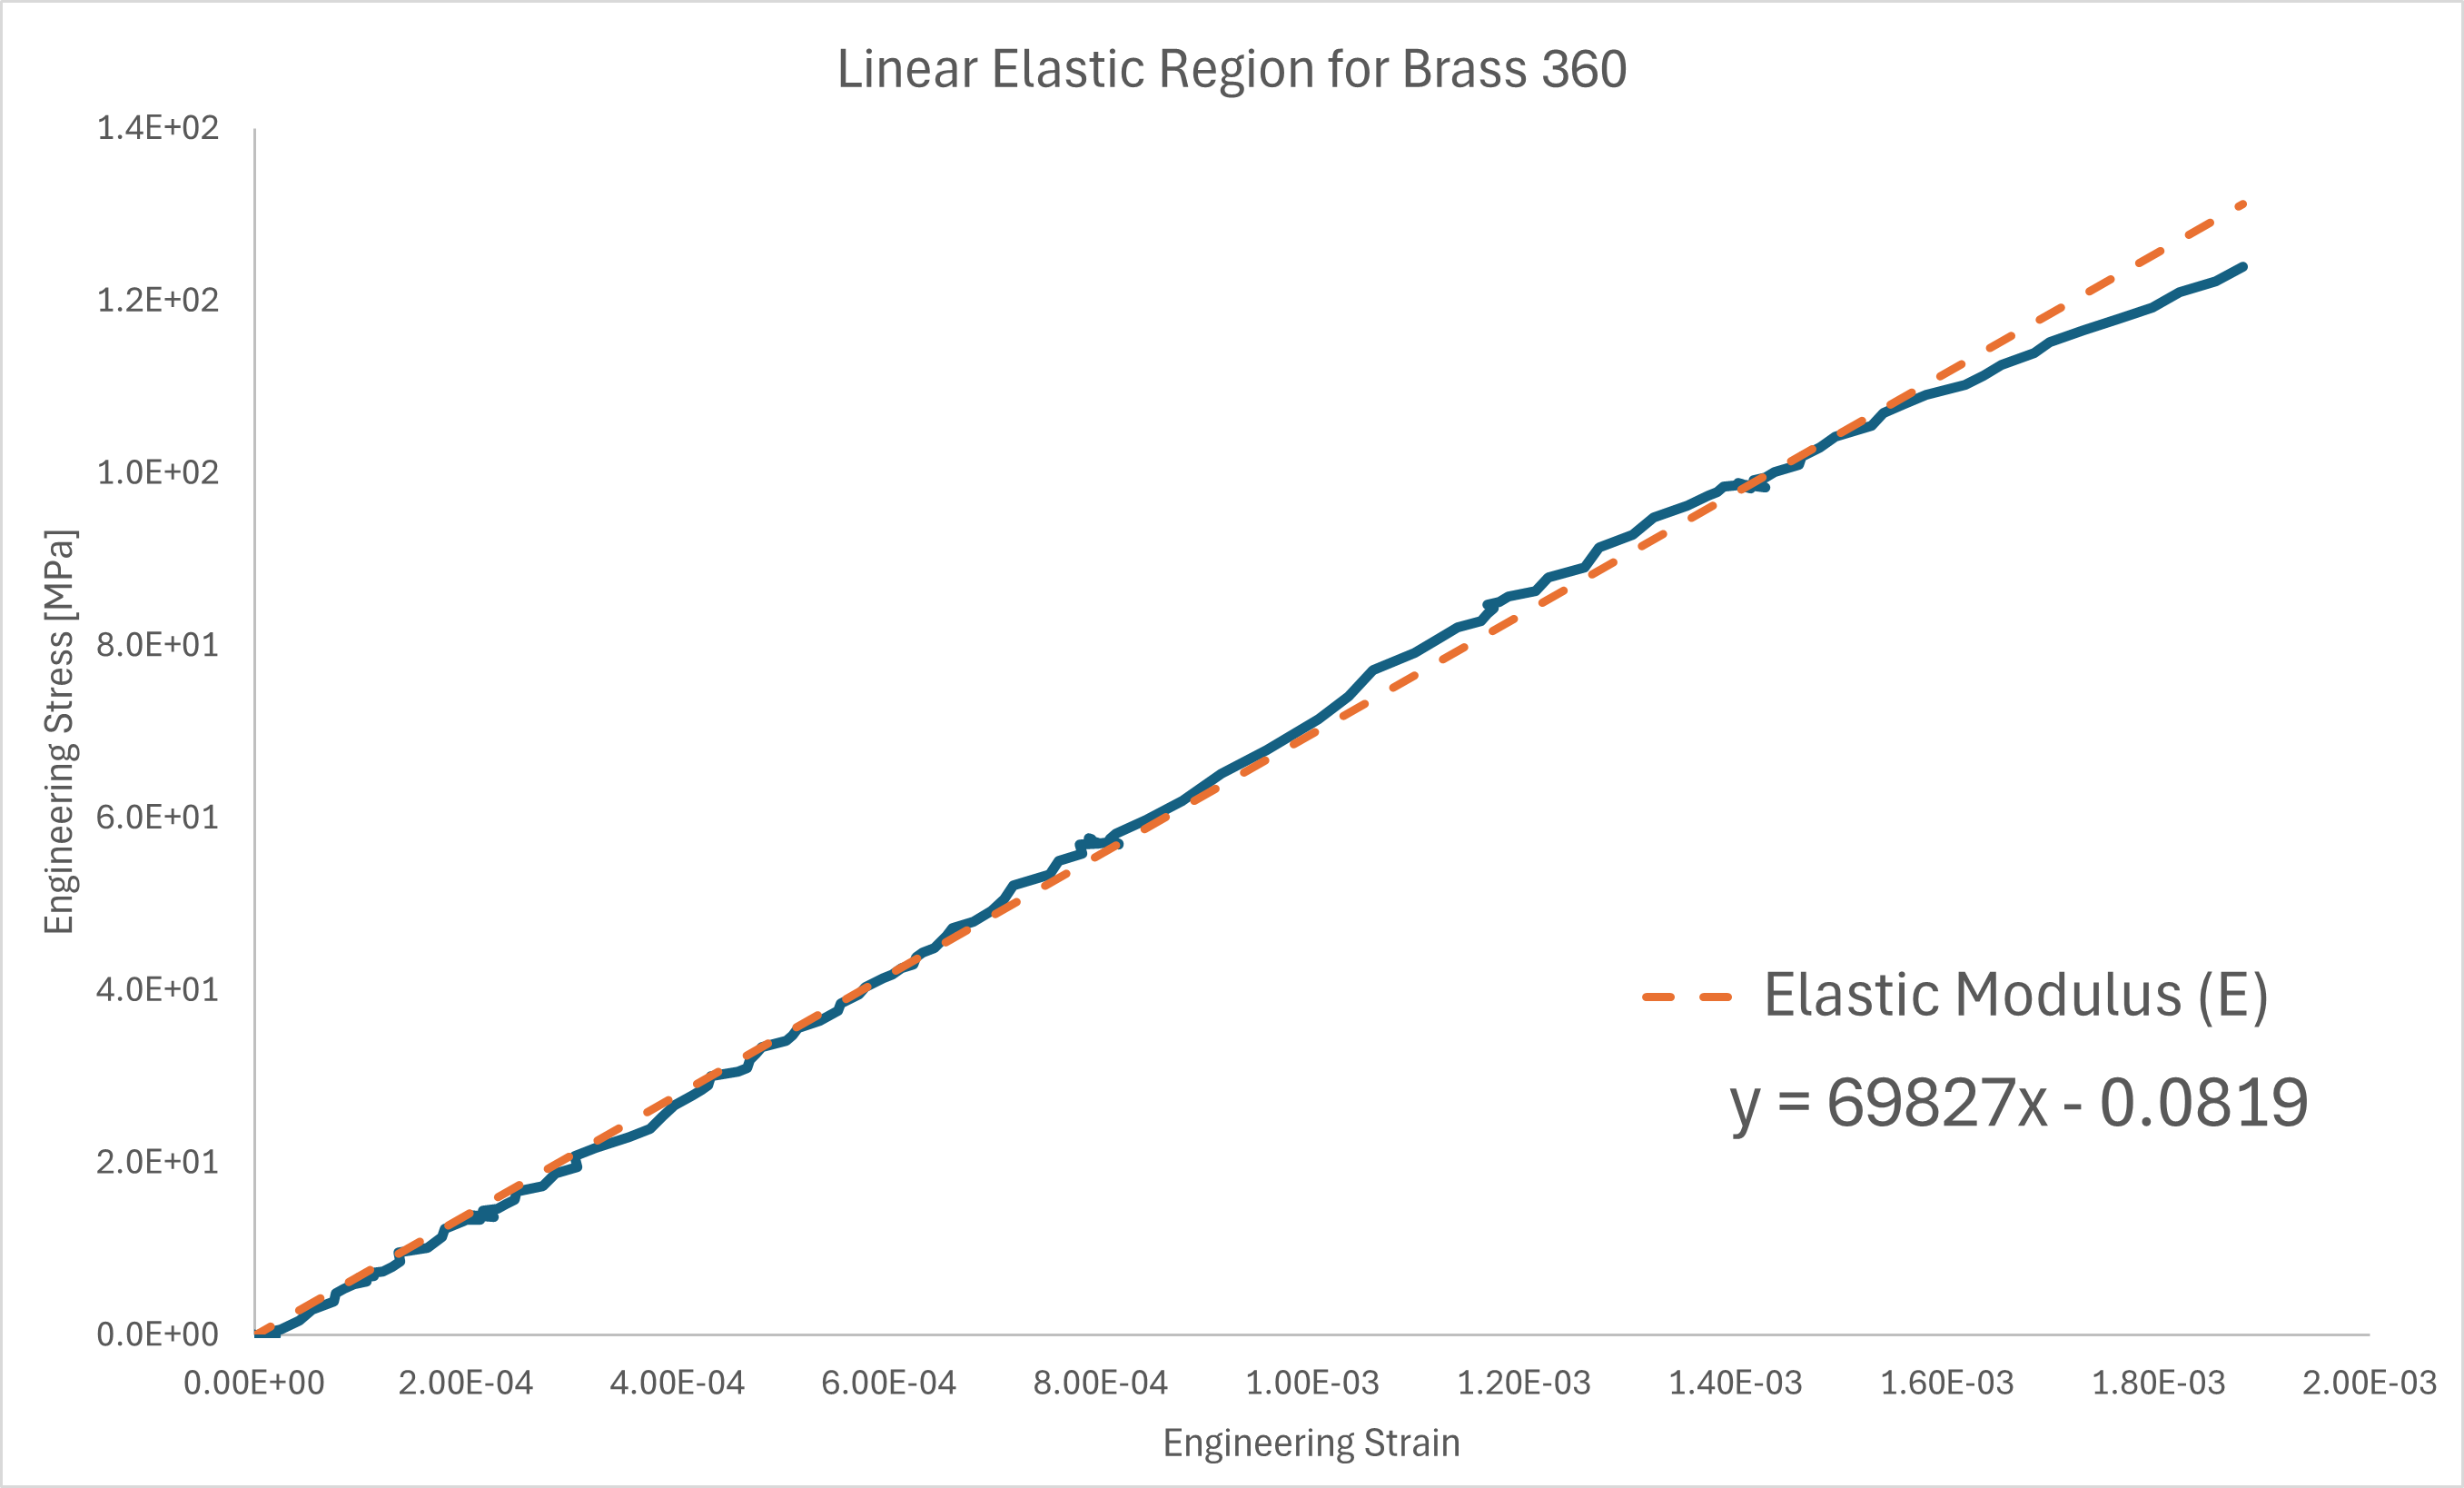 Linear Elastic Region for Brass 360
1.4E+02
1.2E+02
1.0E+02
8.0E+01
6.0E+01
4.0E+01
2.0E+01
0.0E+00
Engineering Stress [MPa]
Elastic Modulus (E)
y = 69827x - 0.0819
0.00E+00 2.00E-04 4.00E-04 6.00E-04 8.00E-04 1.00E-03 1.20E-03 1.40E-03 1.60E-03 1.80E-03 2.00E-03
Engineering Strain